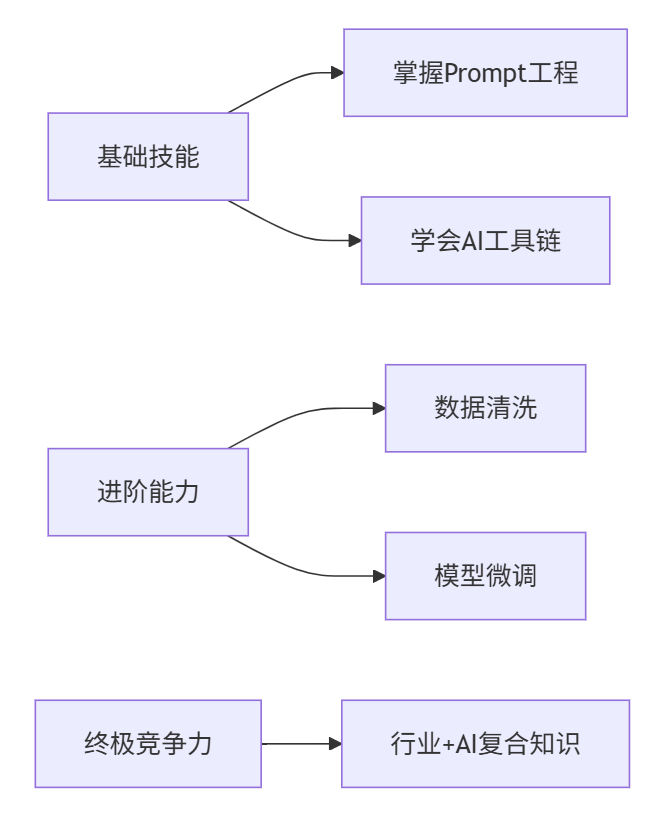 基础技能
掌握Prompt工程
学会AI工具链
进阶能力
数据清洗
模型微调
终极竞争力
行业+AI复合知识